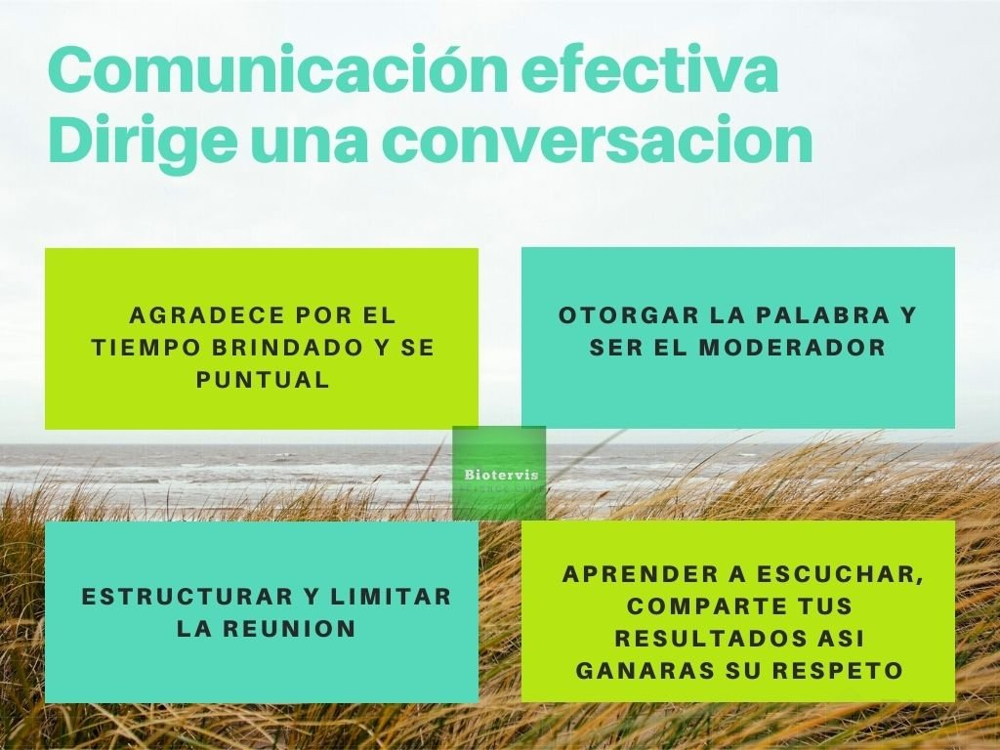 Comunicación efectiva
Dirige una conversacion
AGRADECE POR EL
TIEMPO BRINDADO Y SE
PUNTUAL
OTORGAR LA PALABRA Y
SER EL MODERADOR
Biotervis
ESTRUCTURAR Y LIMITAR
LA REUNION
APRENDER A ESCUCHAR,
COMPARTE TUS
RESULTADOS ASI
GANARAS SU RESPETO